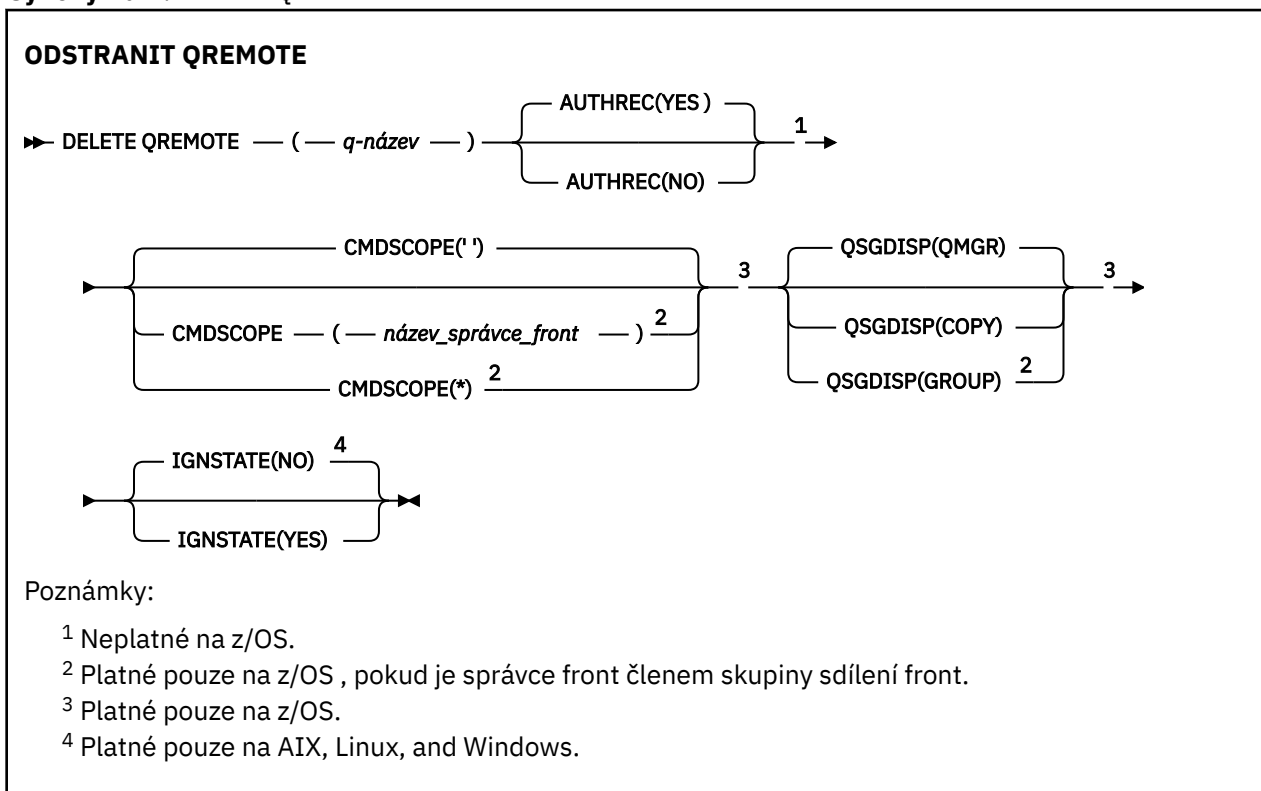 ODSTRANIT QREMOTE
AUTHREC(YES )
DELETE QREMOTE ( q-název ) 1
AUTHREC(NO)
CMDSCOPE(' ') QSGDISP(QMGR)
3 3
CMDSCOPE ( název_správce_front ) 2 QSGDISP(COPY)
CMDSCOPE(*) 2 QSGDISP(GROUP) 2
IGNSTATE(NO) 4
IGNSTATE(YES)
Poznámky:
1 Neplatné na z/OS.
2 Platné pouze na z/OS , pokud je správce front členem skupiny sdílení front.
3 Platné pouze na z/OS.
4 Platné pouze na AIX, Linux, and Windows.